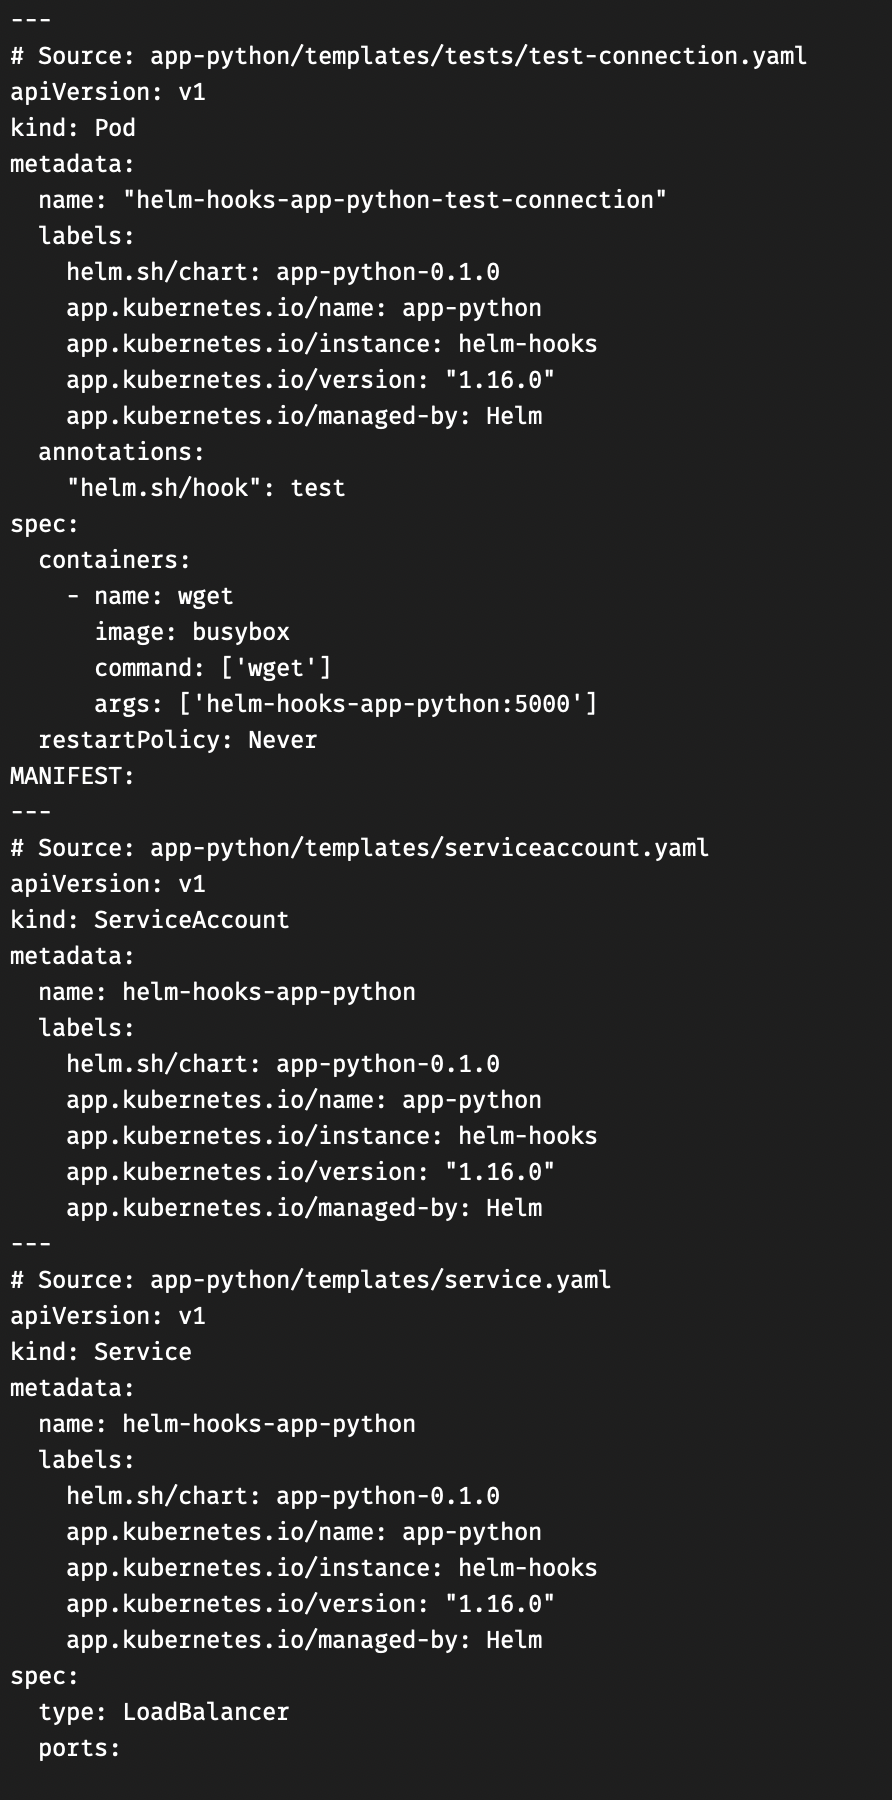 ---
# Source: app-python/templates/tests/test-connection.yaml
apiVersion: v1
kind: Pod
metadata:
  name: "helm-hooks-app-python-test-connection"
  labels:
    helm.sh/chart: app-python-0.1.0
    app.kubernetes.io/name: app-python
    app.kubernetes.io/instance: helm-hooks
    app.kubernetes.io/version: "1.16.0"
    app.kubernetes.io/managed-by: Helm
  annotations:
    "helm.sh/hook": test
spec:
  containers:
    - name: wget
      image: busybox
      command: ['wget']
      args: ['helm-hooks-app-python:5000']
  restartPolicy: Never
MANIFEST:
---
# Source: app-python/templates/serviceaccount.yaml
apiVersion: v1
kind: ServiceAccount
metadata:
  name: helm-hooks-app-python
  labels:
    helm.sh/chart: app-python-0.1.0
    app.kubernetes.io/name: app-python
    app.kubernetes.io/instance: helm-hooks
    app.kubernetes.io/version: "1.16.0"
    app.kubernetes.io/managed-by: Helm
---
# Source: app-python/templates/service.yaml
apiVersion: v1
kind: Service
metadata:
  name: helm-hooks-app-python
  labels:
    helm.sh/chart: app-python-0.1.0
    app.kubernetes.io/name: app-python
    app.kubernetes.io/instance: helm-hooks
    app.kubernetes.io/version: "1.16.0"
    app.kubernetes.io/managed-by: Helm
spec:
  type: LoadBalancer
  ports: